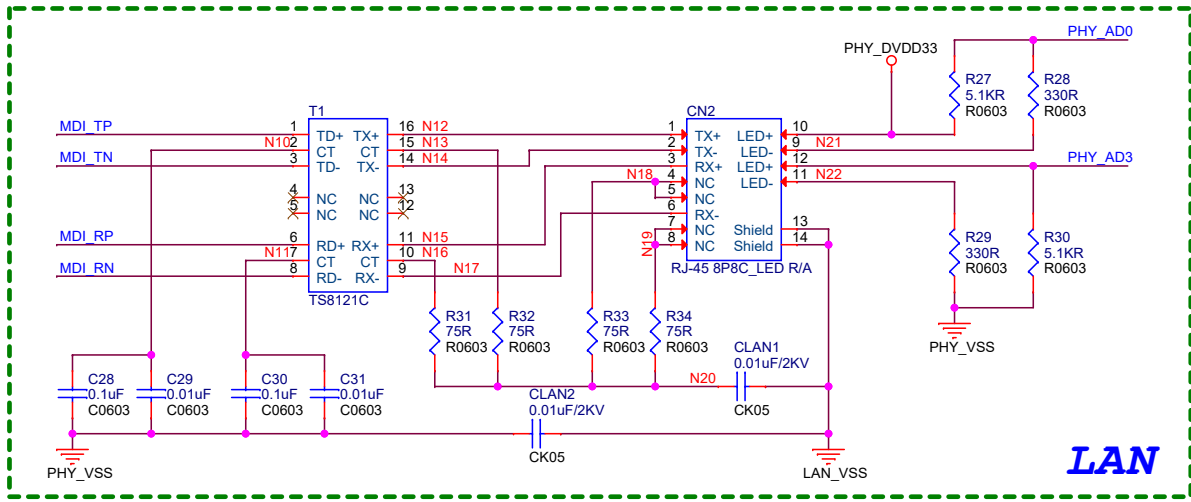 PHY_AD0
PHY_DVDD33
R27
5.1KR
R0603
R28
330R
R0603
T1
CN2
MDI_TP
1
TD+
TX+
16
N12
1
TX+
LED+
10
N10
2
CT
CT
15
N13
2
TX-
LED-
9
N21
MDI_TN
3
TD-
TX-
14
N14
3
RX+
LED+
12
PHY_AD3
N18
4
NC
LED-
11
N22
4
NC
NC
13
5
NC
5
NC
NC
12
6
RX-
7
NC
Shield
13
MDI_RP
6
RD+
RX+
11
N15
N19
8
NC
Shield
14
N11
7
CT
CT
10
N16
MDI_RN
8
RD-
RX-
9
N17
RJ-45 8P8C_LED R/A
TS8121C
R29
330R
R0603
R30
5.1KR
R0603
R31
75R
R0603
R32
75R
R0603
R33
75R
R0603
R34
75R
R0603
PHY_VSS
CLAN1
0.01uF/2KV
N20
CK05
C28
0.1uF
C0603
C29
0.01uF
C0603
C30
0.1uF
C0603
C31
0.01uF
C0603
CLAN2
0.01uF/2KV
CK05
PHY_VSS
LAN_VSS
LAN